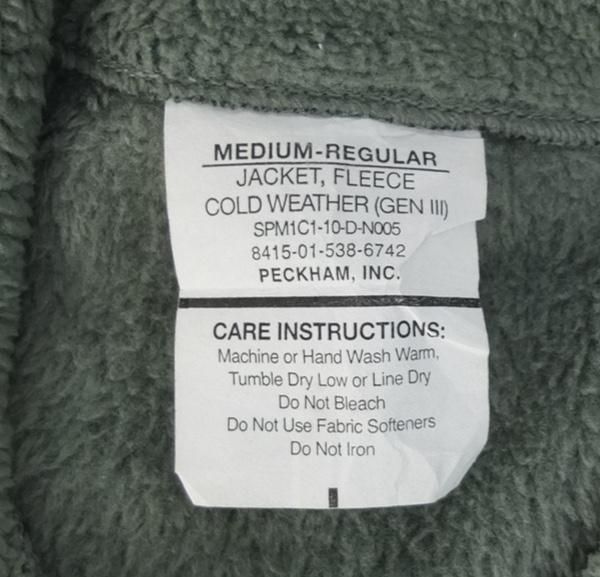 MEDIUM-REGULAR
JACKET, FLEECE
COLD WEATHER (GEN III)
SPM1C1-10-D-N005
8415-01-538-6742
PECKHAM, INC.
CARE INSTRUCTIONS:
Machine or Hand Wash Warm,
Tumble Dry Low or Line Dry
Do Not Bleach
Do Not Use Fabric Softeners
Do Not Iron